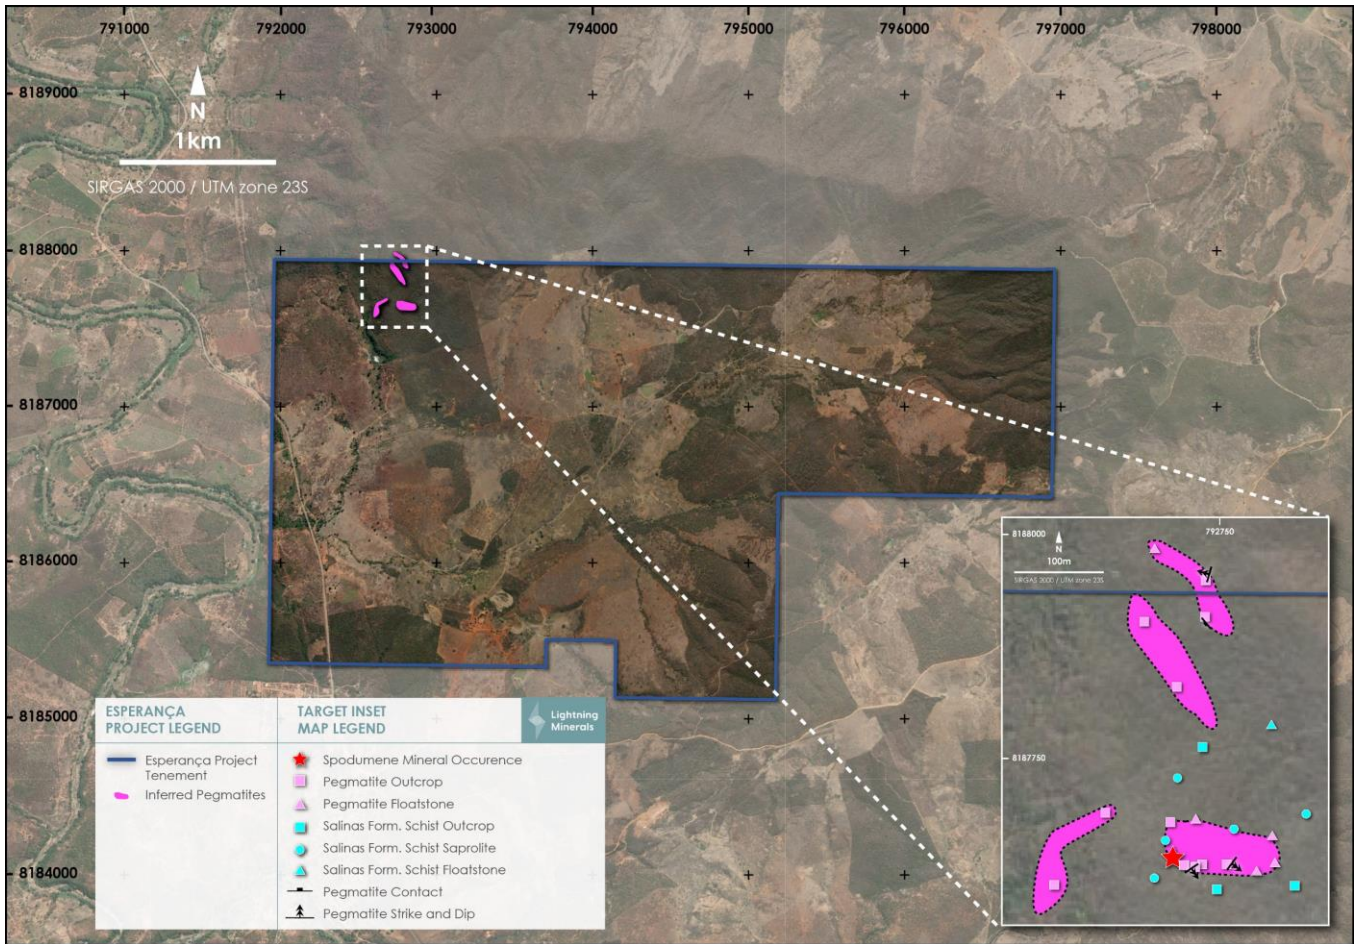 791000 792000 793000 794000 795000 796000 797000 798000
8189000
N
1km
SIRGAS 2000 / UTM zone 23S
8188000
8187000
8186000
8185000
8184000
ESPERANÇA
PROJECT LEGEND
Esperança Project
Tenement
Inferred Pegmatites
TARGET INSET
MAP LEGEND
Lightning
Minerals
Spodumene Mineral Occurence
Pegmatite Outcrop
Pegmatite Floatstone
Salinas Form. Schist Outcrop
Salinas Form. Schist Saprolite
Salinas Form. Schist Floatstone
Pegmatite Contact
Pegmatite Strike and Dip
792750
8188000
N
100m
SIRGAS 2000 / UTM zone 23S
8187750